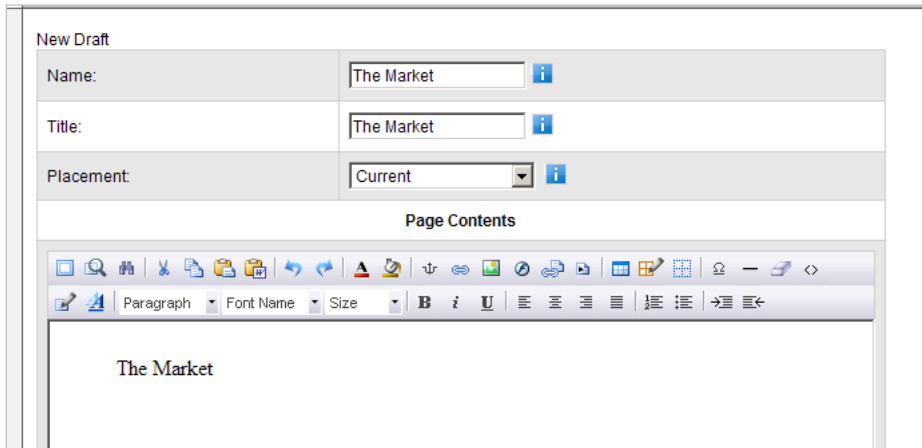 New Draft
Name: The Market
Title: The Market
Placement: Current
Page Contents
Paragraph Font Name Size B i U
The Market